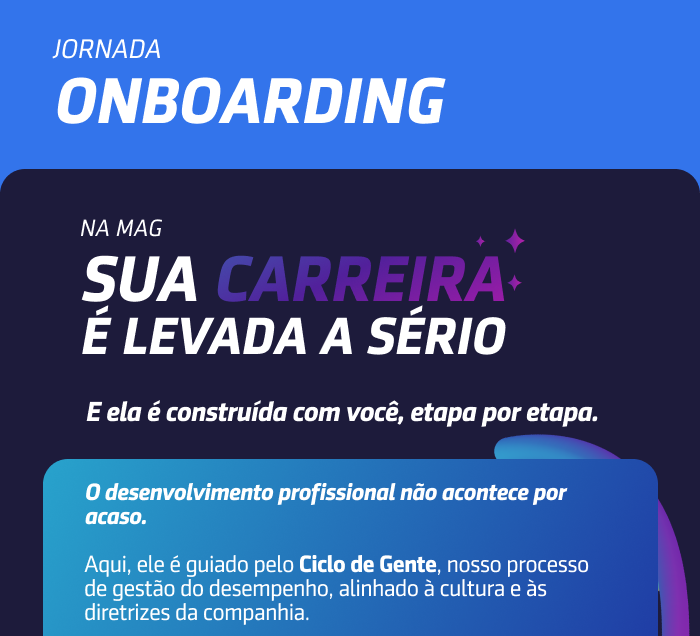 JORNADA
ONBOARDING
NA MAG
SUA CARREIRA
É LEVADA A SÉRIO
E ela é construída com você, etapa por etapa.
O desenvolvimento profissional não acontece por
acaso.
Aqui, ele é guiado pelo Ciclo de Gente, nosso processo
de gestão do desempenho, alinhado à cultura e às
diretrizes da companhia.